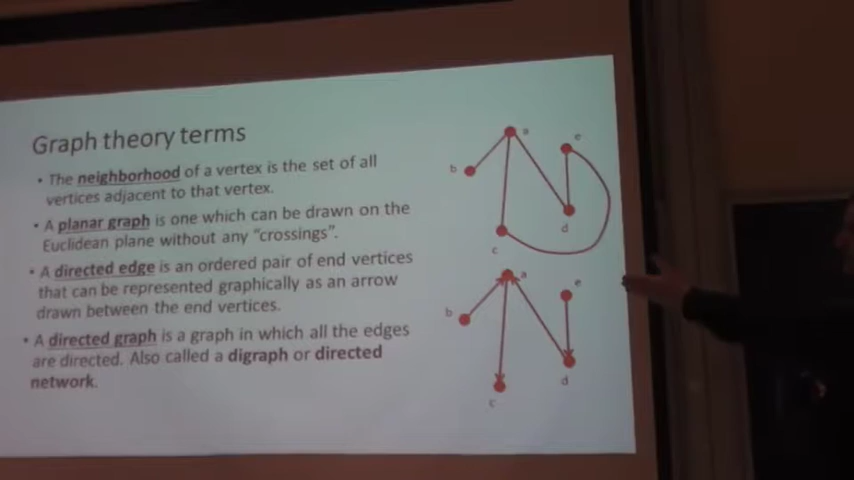 Graph theory terms
• The neighborhood of a vertex is the set of all
vertices adjacent to that vertex.
• A planar graph is one which can be drawn on the
Euclidean plane without any “crossings”.
• A directed edge is an ordered pair of end vertices
that can be represented graphically as an arrow
drawn between the end vertices.
• A directed graph is a graph in which all the edges
are directed. Also called a digraph or directed
network.
a
e
b
d
c
a
e
b
d
c